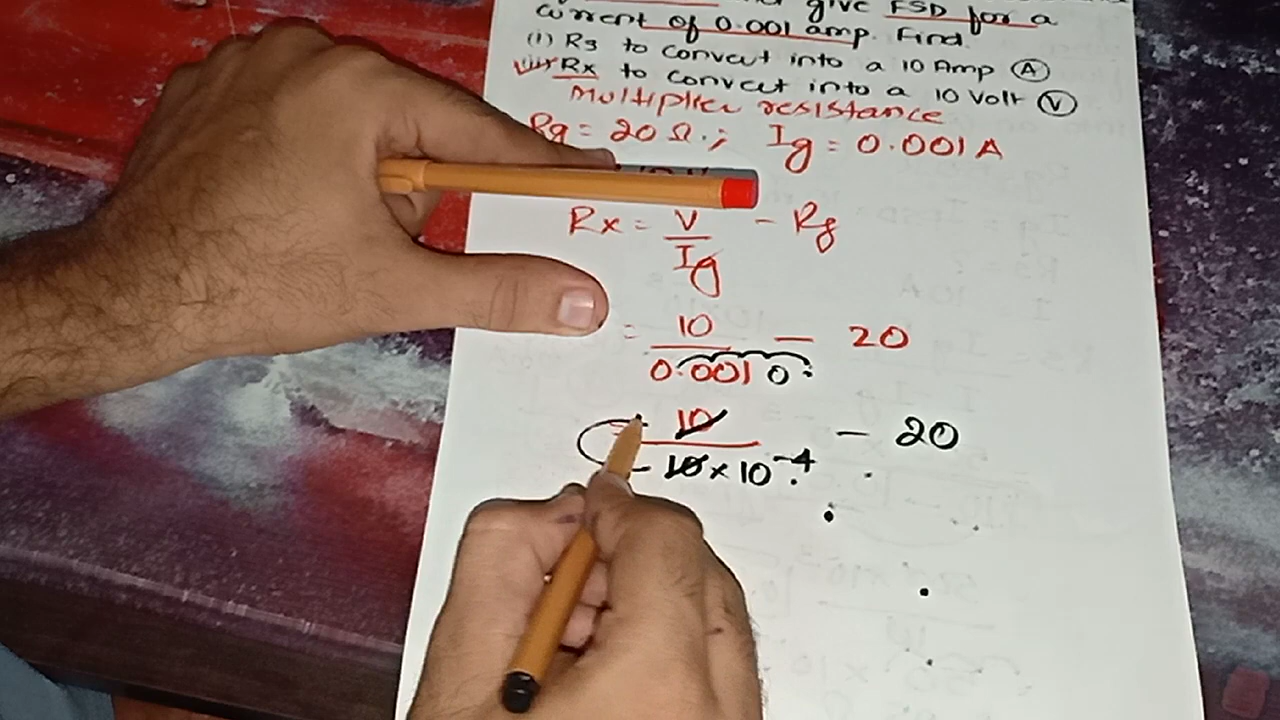 give FSD for a
current of 0.001 amp. Find.
(i) Rs to convert into a 10 Amp (A)
(ii) Rx to convert into a 10 Volt (V)
Multiplier resistance
Rg = 20 Ω.; Ig = 0.001 A
Rx = V/Ig - Rg
= 10/0.0010 - 20
= 10/10 x 10^-4 - 20